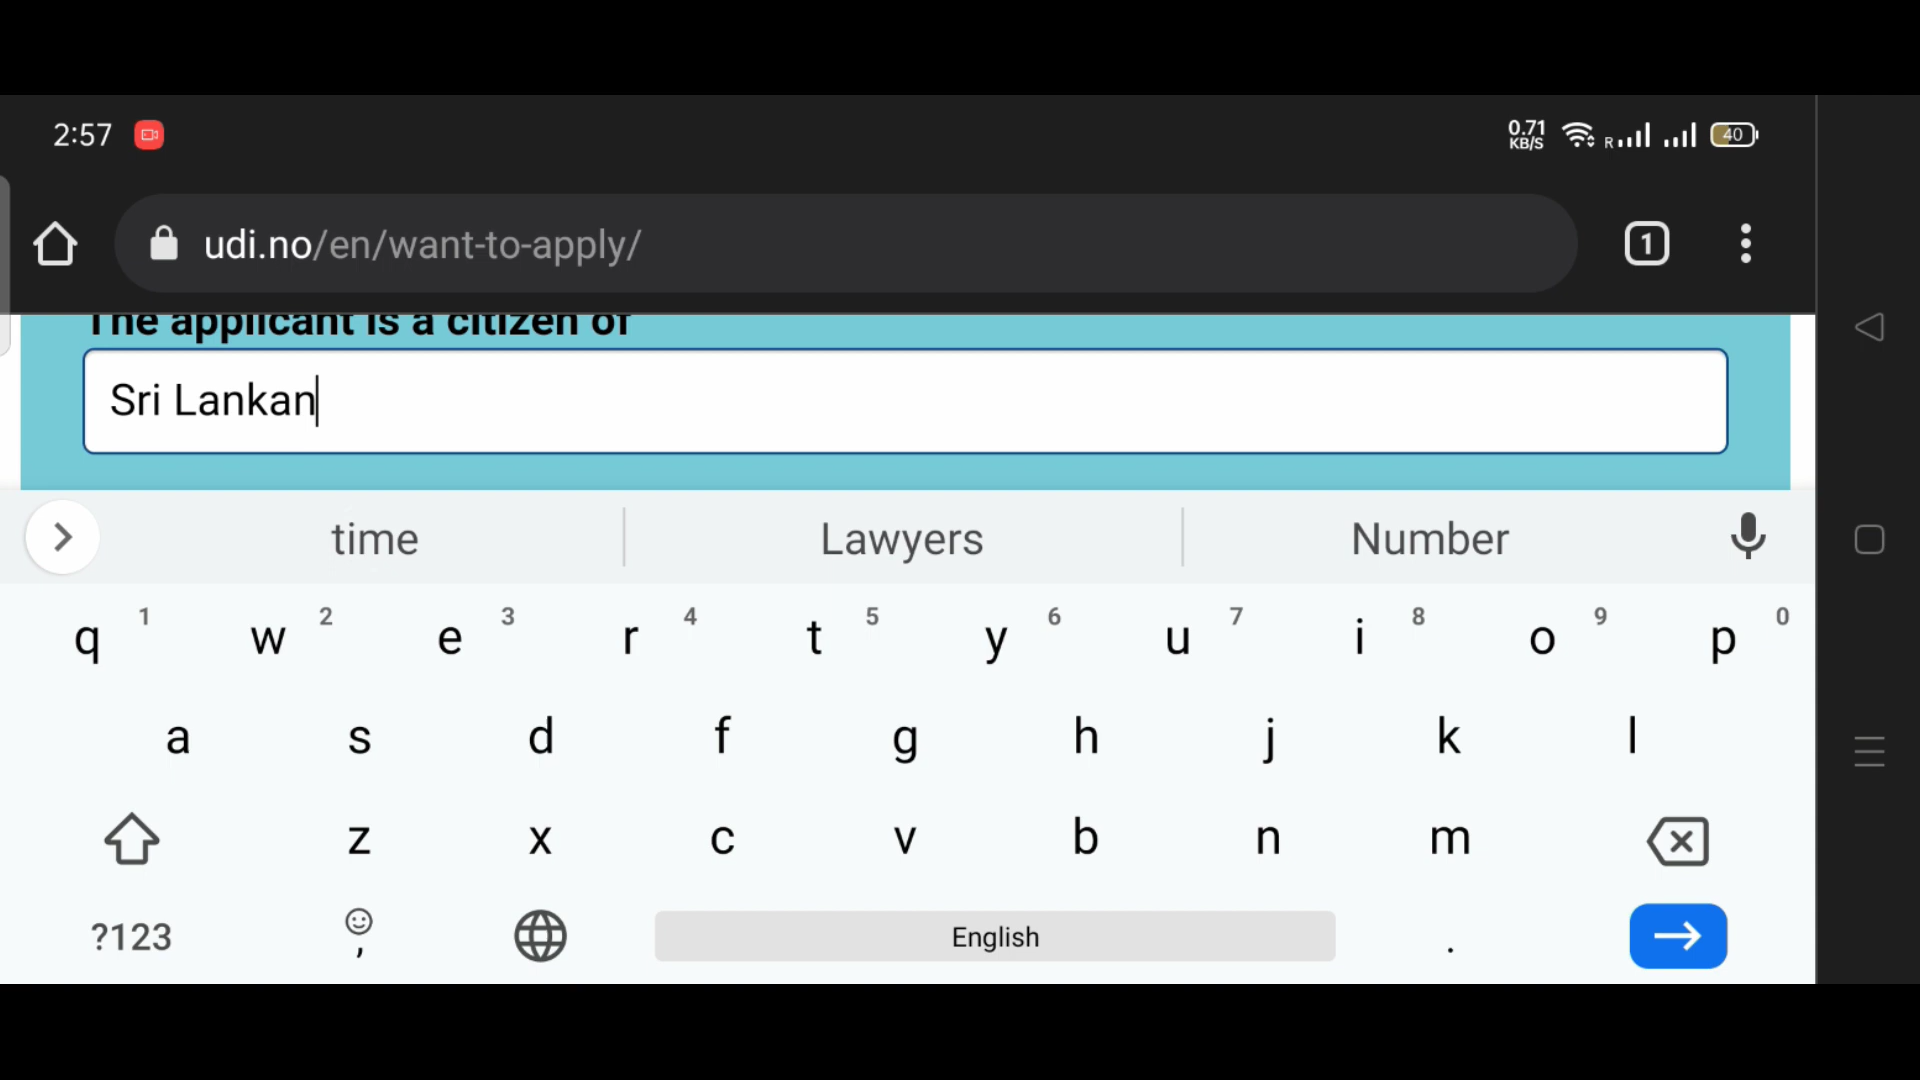 2:57
0.71
KB/S
R
40
udi.no/en/want-to-apply/
1
The applicant is a citizen of
Sri Lankan
time Lawyers Number
q 1 w 2 e 3 r 4 t 5 y 6 u 7 i 8 o 9 p 0
a s d f g h j k l
z x c v b n m
?123 , English .